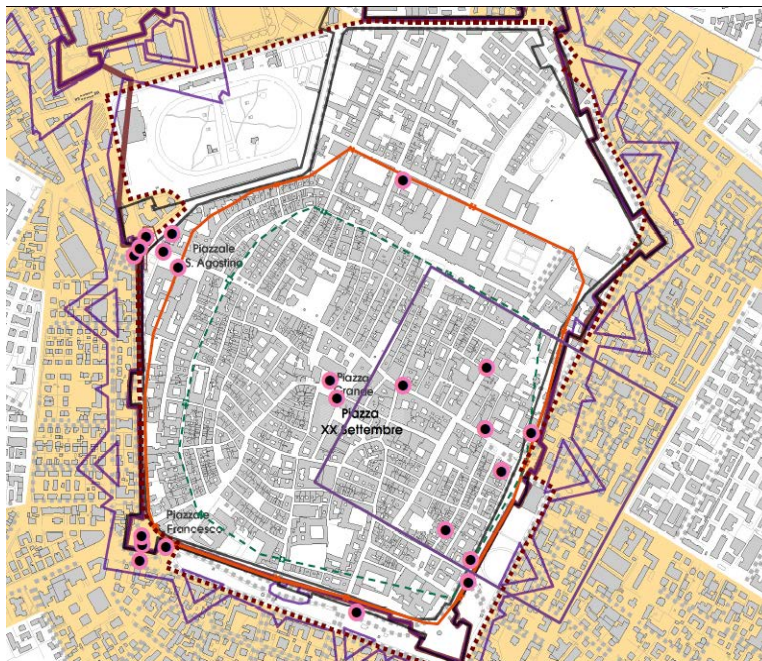 Piazzale
S. Agostino
Piazza
Grande
Piazza
XX Settembre
Piazzale
Francesco